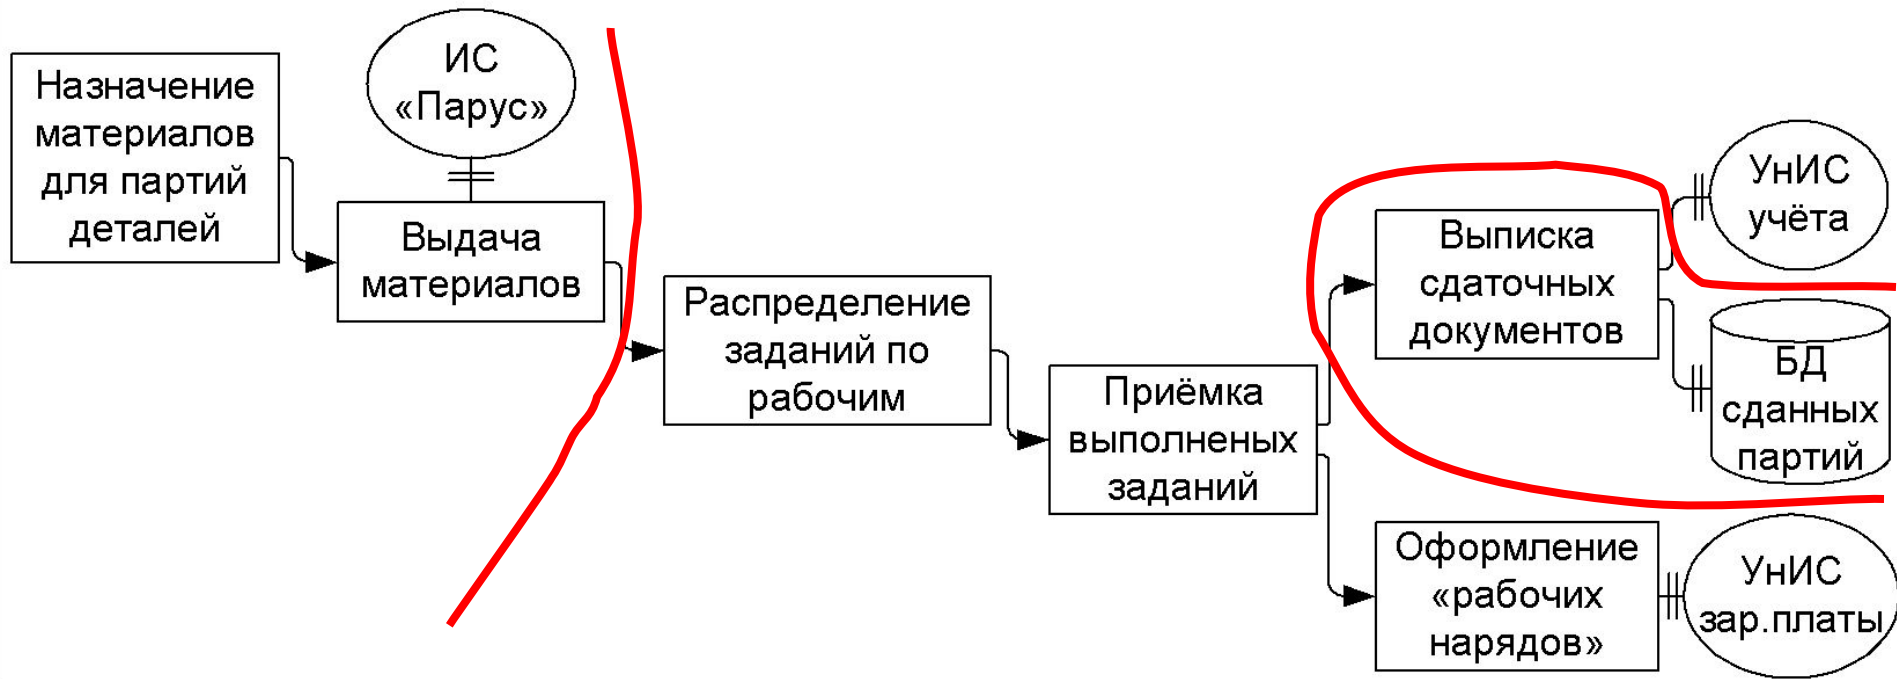 Назначение
материалов
для партий
деталей
ИС
«Парус»
Выдача
материалов
Распределение
заданий по
рабочим
Приёмка
выполненых
заданий
Выписка
сдаточных
документов
УнИС
учёта
БД
сданных
партий
Оформление
«рабочих
нарядов»
УнИС
зар.платы